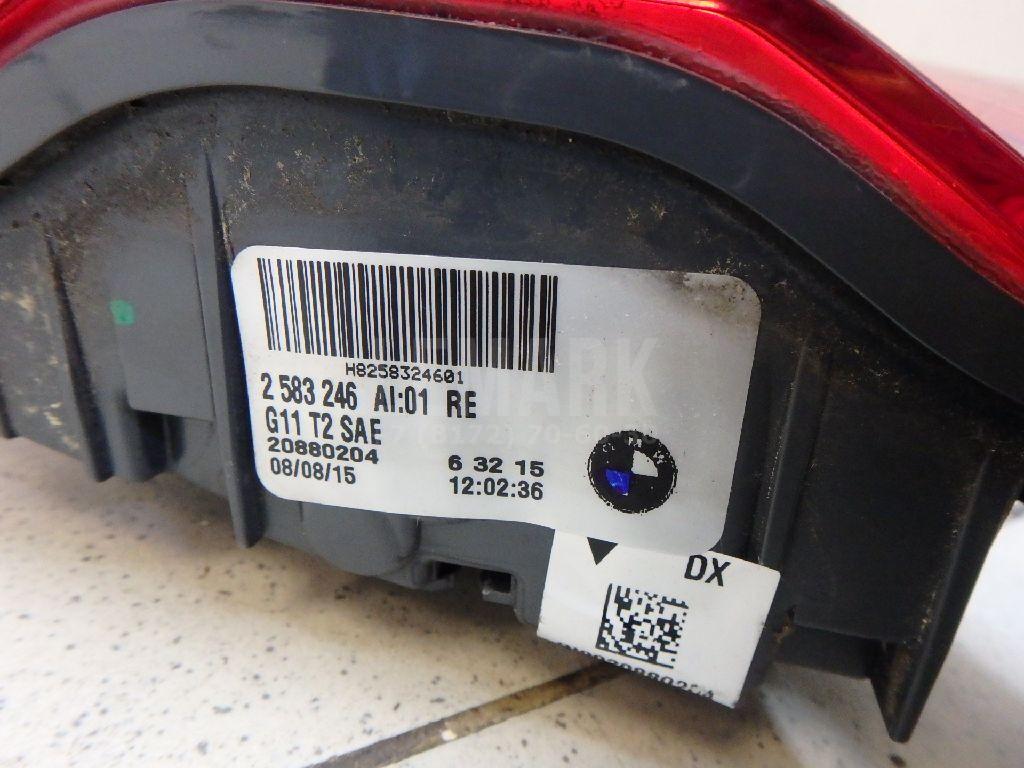 H8258324601
2 583 246 AI:01 RE
G11 T2 SAE
20880204 6 32 15
08/08/15 12:02:36
DX